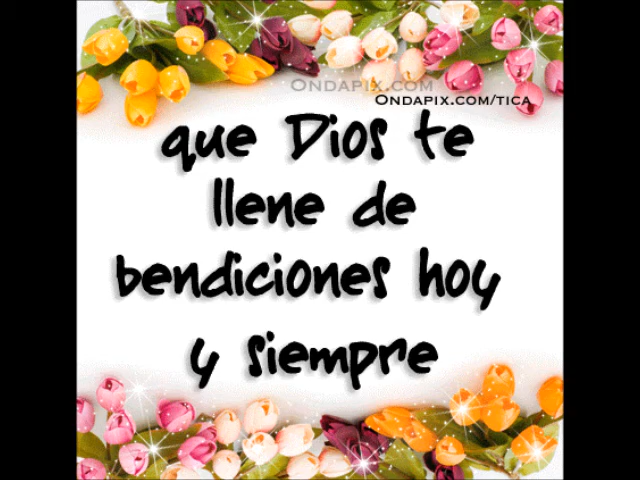 ONDAPIX.COM
ONDAPIX.COM/TICA
que Dios te
llene de
bendiciones hoy
y siempre